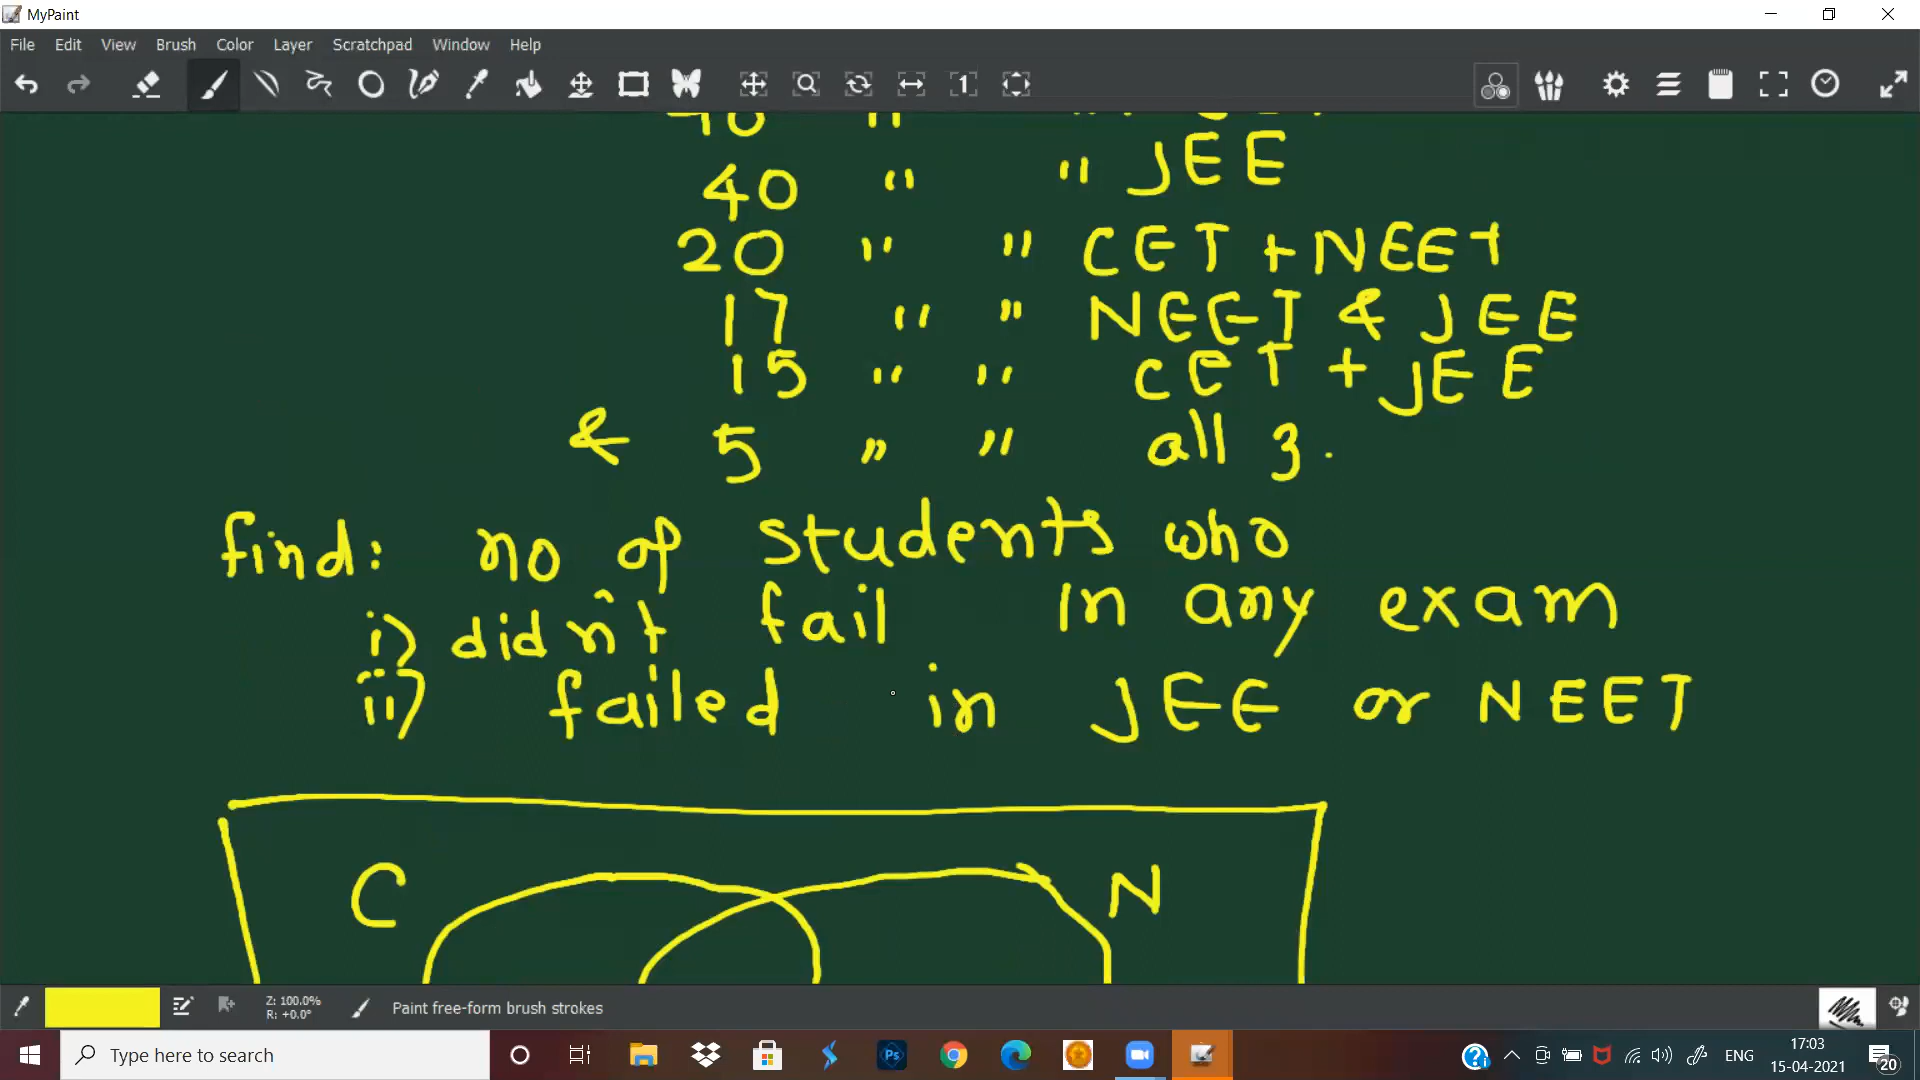 MyPaint
File Edit View Brush Color Layer Scratchpad Window Help
40 "
40 " " JEE
20 " " CET + NEET
17 " " NEET & JEE
15 " " CET + JEE
& 5 " " all 3.
find: no of students who
i) didn't fail in any exam
ii) failed in JEE or NEET
C N
Z: 100.0%
R: +0.0°
Paint free-form brush strokes
Type here to search
Ps
ENG
17:03
15-04-2021
20